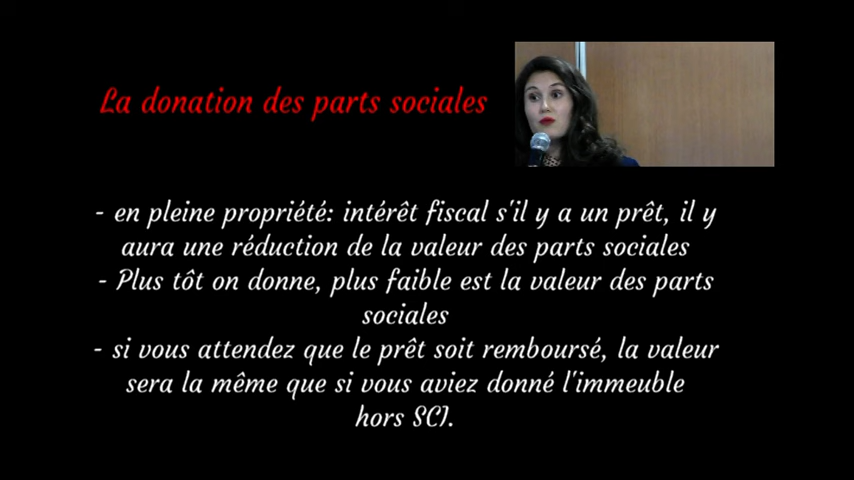 La donation des parts sociales
- en pleine propriété: intérêt fiscal s'il y a un prêt, il y
aura une réduction de la valeur des parts sociales
- Plus tôt on donne, plus faible est la valeur des parts
sociales
- si vous attendez que le prêt soit remboursé, la valeur
sera la même que si vous aviez donné l'immeuble
hors SCI.